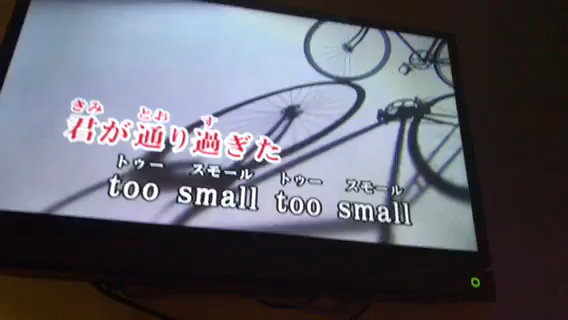 きみ とお す
君が通り過ぎた
トゥー スモール トゥー スモール
too small too small